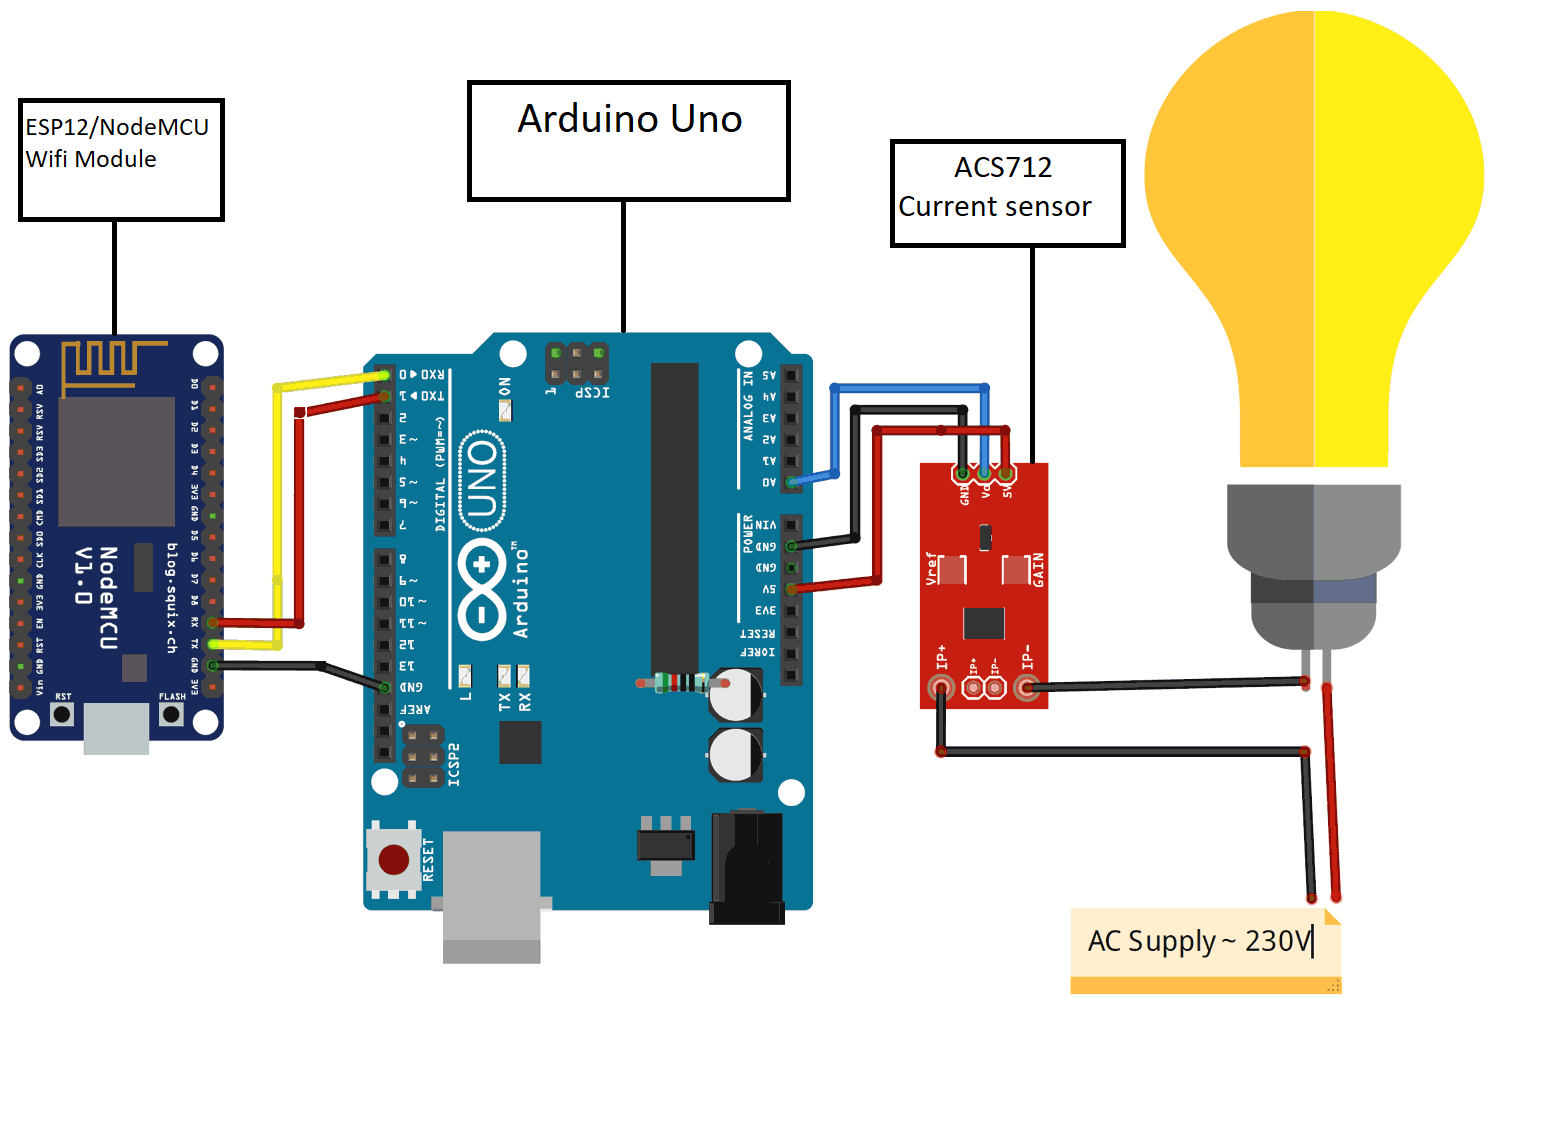 ESP12/NodeMCU
Wifi Module
Arduino Uno
ACS712
Current sensor
A0
RSV
RSV
SD3
SD2
SD1
CMD
SD0
CLK
GND
3V3
EN
RST
GND
Vin
D0
D1
D2
D3
D4
3V3
GND
D5
D6
D7
D8
RX
TX
GND
3V3
NodeMCU
V1.0
blog.squix.ch
RST
FLASH
RX0 ◄ 0
TX0 ► 1
2
~3
4
~5
~6
7
DIGITAL (PWM=~)
8
~9
~10
~11
12
13
GND
AREF
ON
1
ICSP
UNO
Arduino™
L
TX
RX
ICSP2
RESET
ANALOG IN
A5
A4
A3
A2
A1
A0
POWER
VIN
GND
GND
5V
3V3
RESET
IOREF
GND
Vo
5V
Vref
GAIN
IP+
IP+
IP-
IP-
AC Supply ~ 230V